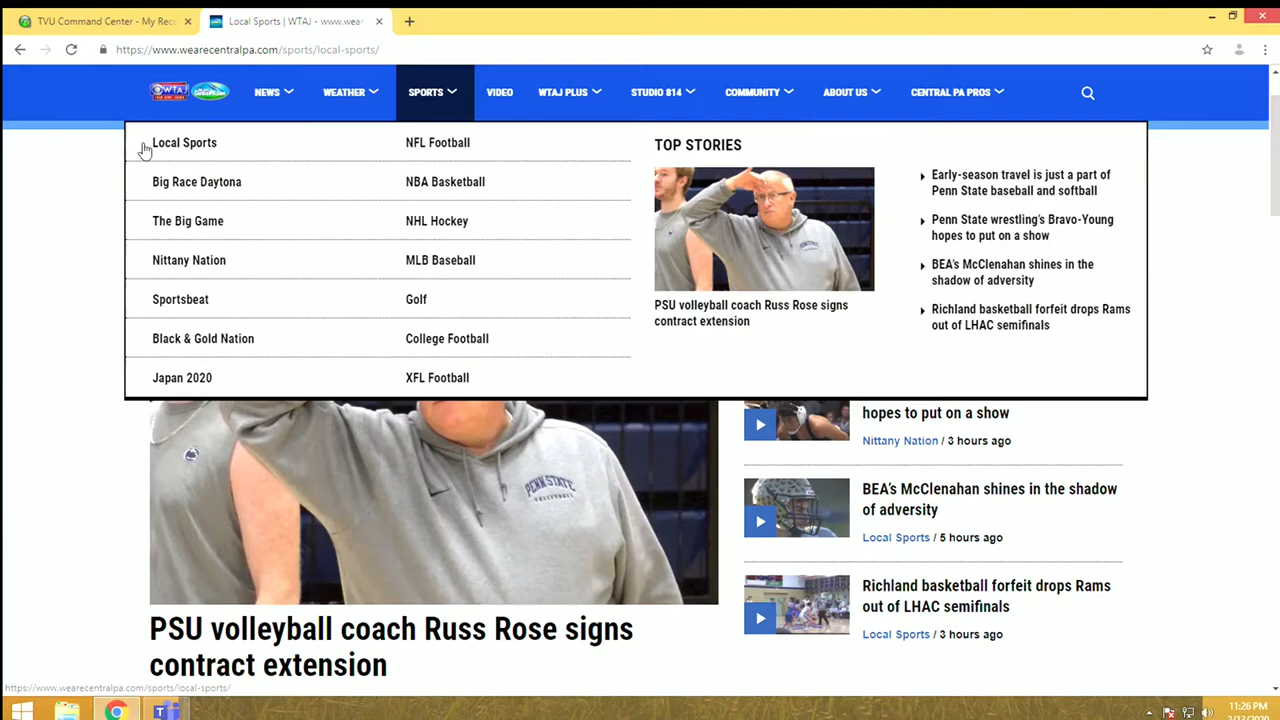 TVU Command Center - My Rec
Local Sports | WTAJ - www.wea
https://www.wearecentralpa.com/sports/local-sports/
WTAJ
NEWS
WEATHER
SPORTS
VIDEO
WTAJ PLUS
STUDIO 814
COMMUNITY
ABOUT US
CENTRAL PA PROS
Local Sports
NFL Football
Big Race Daytona
NBA Basketball
The Big Game
NHL Hockey
Nittany Nation
MLB Baseball
Sportsbeat
Golf
Black & Gold Nation
College Football
Japan 2020
XFL Football
TOP STORIES
PSU volleyball coach Russ Rose signs
contract extension
Early-season travel is just a part of
Penn State baseball and softball
Penn State wrestling's Bravo-Young
hopes to put on a show
BEA's McClenahan shines in the
shadow of adversity
Richland basketball forfeit drops Rams
out of LHAC semifinals
PENN STATE
VOLLEYBALL
PSU volleyball coach Russ Rose signs
contract extension
hopes to put on a show
Nittany Nation / 3 hours ago
BEA's McClenahan shines in the shadow
of adversity
Local Sports / 5 hours ago
Richland basketball forfeit drops Rams
out of LHAC semifinals
Local Sports / 3 hours ago
https://www.wearecentralpa.com/sports/local-sports/
11:26 PM
2/13/2020